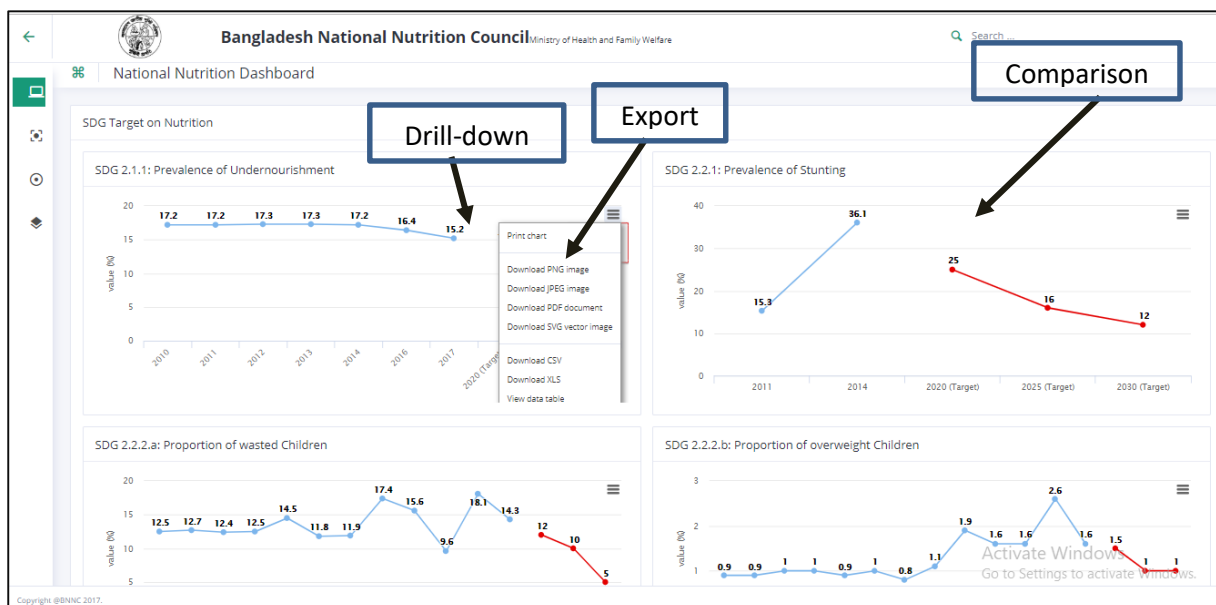 Bangladesh National Nutrition Council Ministry of Health and Family Welfare
Search ...
National Nutrition Dashboard
Comparison
Export
Drill-down
SDG Target on Nutrition
SDG 2.1.1: Prevalence of Undernourishment
20
15
10
5
0
value (%)
17.2 17.2 17.3 17.3 17.2 16.4 15.2
2010 2011 2012 2013 2014 2016 2017 2020 (Target
Print chart
Download PNG image
Download JPEG image
Download PDF document
Download SVG vector image
Download CSV
Download XLS
View data table
SDG 2.2.1: Prevalence of Stunting
40
30
20
10
0
value (%)
15.3 36.1 25 16 12
2011 2014 2020 (Target) 2025 (Target) 2030 (Target)
SDG 2.2.2.a: Proportion of wasted Children
20
15
10
5
value (%)
12.5 12.7 12.4 12.5 14.5 11.8 11.9 17.4 15.6 9.6 18.1 14.3 12 10 5
SDG 2.2.2.b: Proportion of overweight Children
3
2
1
value (%)
0.9 0.9 1 1 0.9 1 0.8 1.1 1.9 1.6 1.6 2.6 1.6 1.5 1 1
Activate Windows
Go to Settings to activate Windows.
Copyright @BNNC 2017.